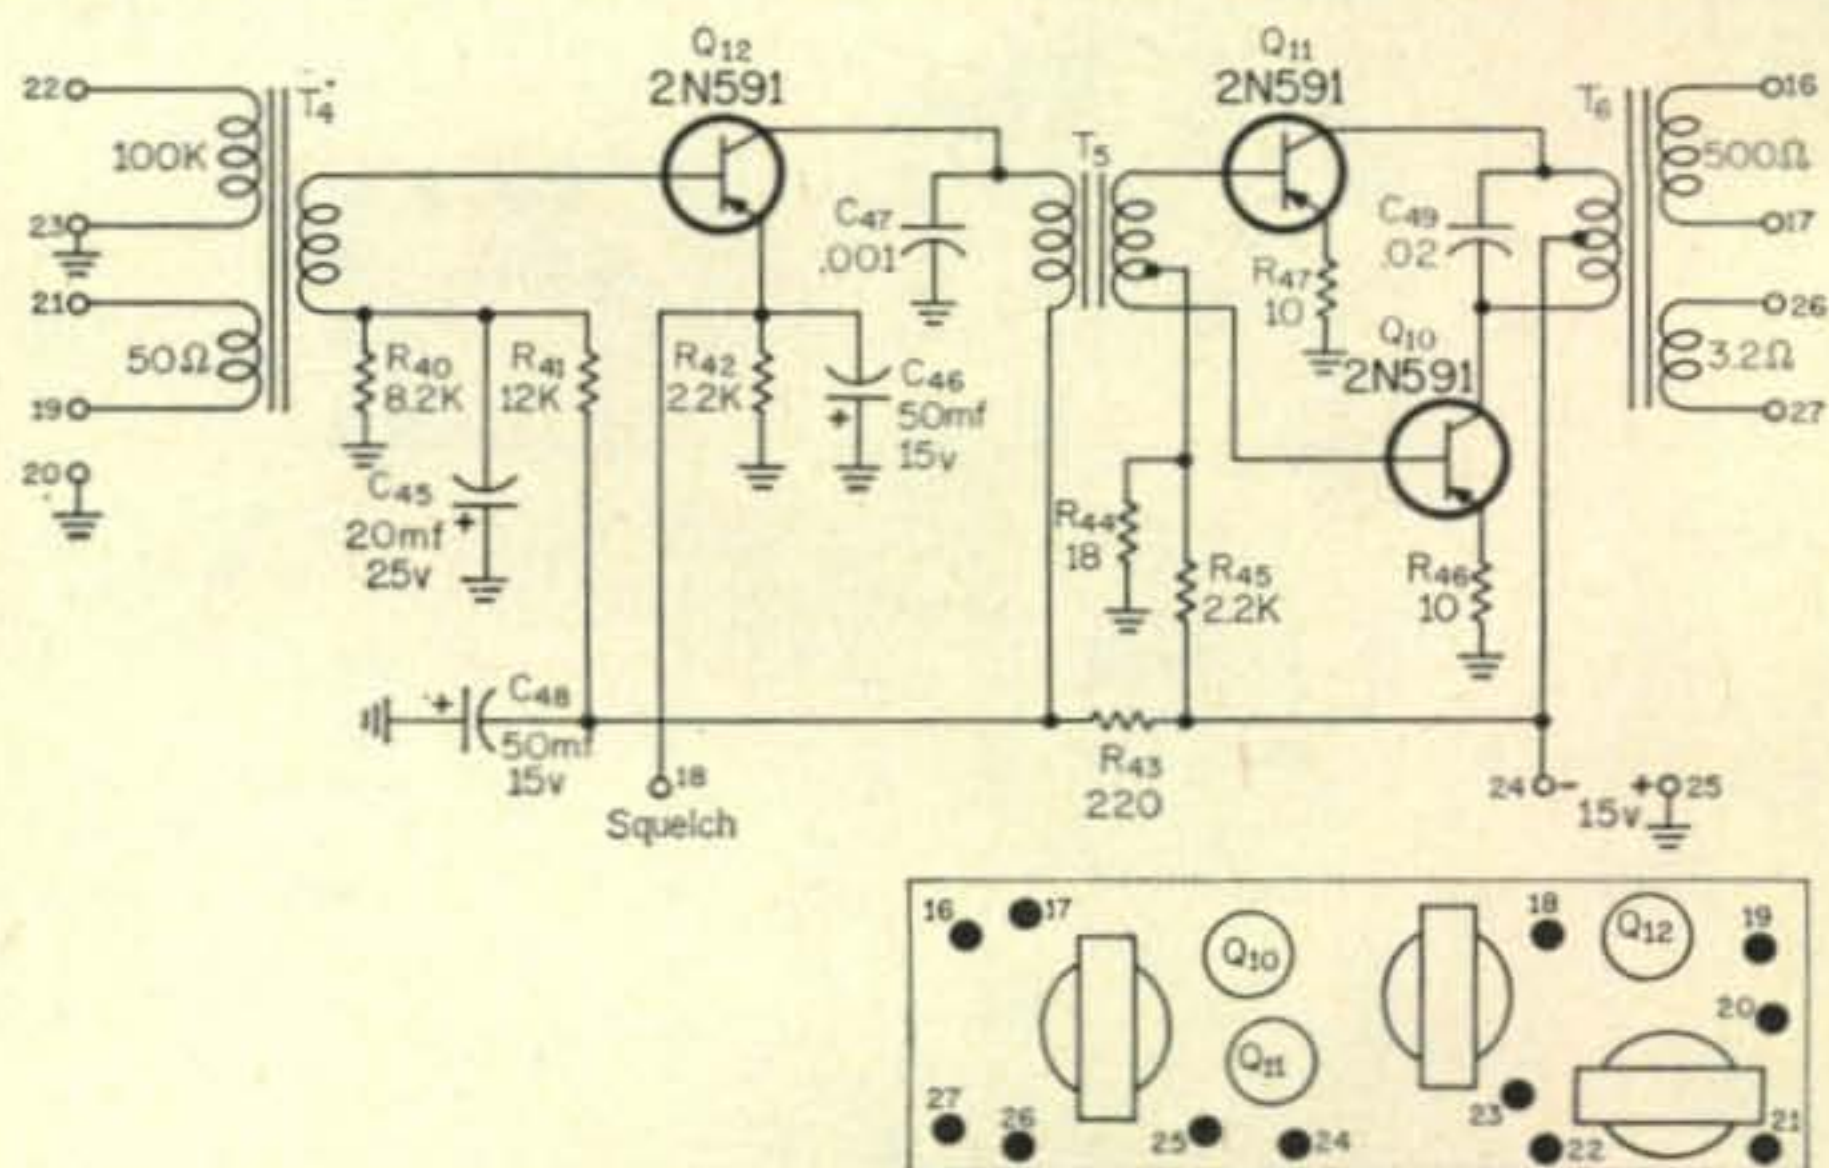 Q12
2N591
Q11
2N591
22
T4
100K
23
21
50Ω
19
20
R40
8.2K
R41
12K
C45
20mf
25v
+
R42
2.2K
C46
50mf
15v
+
C47
.001
T5
R47
10
C49
.02
Q10
2N591
T6
16
500Ω
17
26
3.2Ω
27
R44
18
R45
2.2K
R46
10
+
C48
50mf
15v
18
Squelch
R43
220
24 - 15v + 25
16
17
Q10
Q11
18
Q12
19
20
27
26
25
24
23
22
21